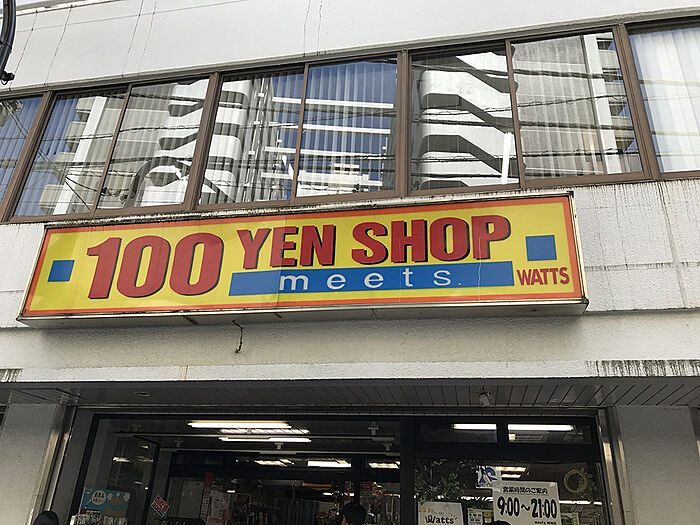 100 YEN SHOP
meets.
WATTS
営業時間のご案内
9:00～21:00
Watts